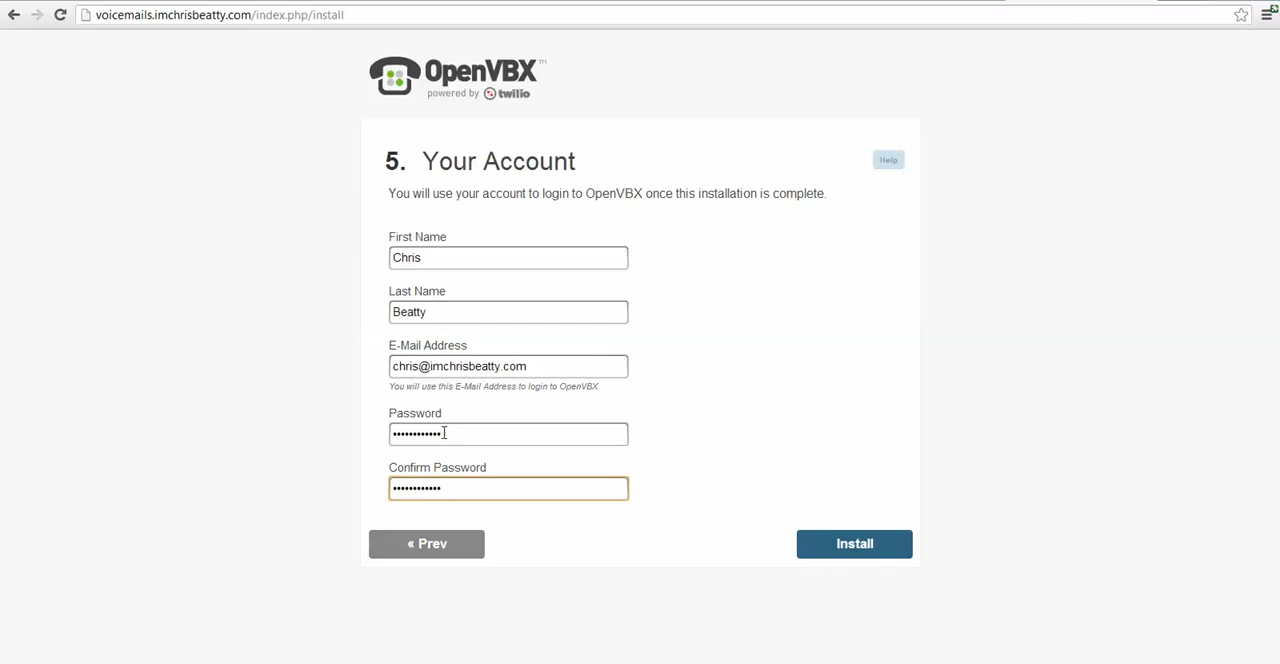 voicemails.imchrisbeatty.com/index.php/install
OpenVBX™
powered by twilio
5. Your Account
Help
You will use your account to login to OpenVBX once this installation is complete.
First Name
Chris
Last Name
Beatty
E-Mail Address
chris@imchrisbeatty.com
You will use this E-Mail Address to login to OpenVBX
Password
••••••••••••
Confirm Password
••••••••••••
« Prev
Install